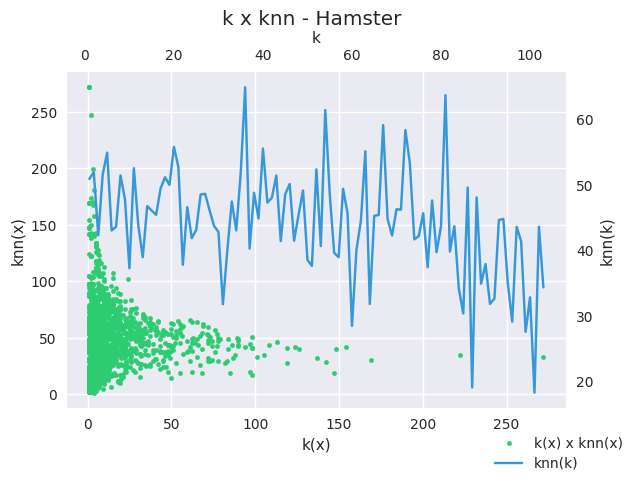 k x knn - Hamster
k
0 20 40 60 80 100
250
200
150
100
50
0
knn(x)
60
50
40
30
20
knn(k)
0 50 100 150 200 250
k(x)
k(x) x knn(x)
knn(k)